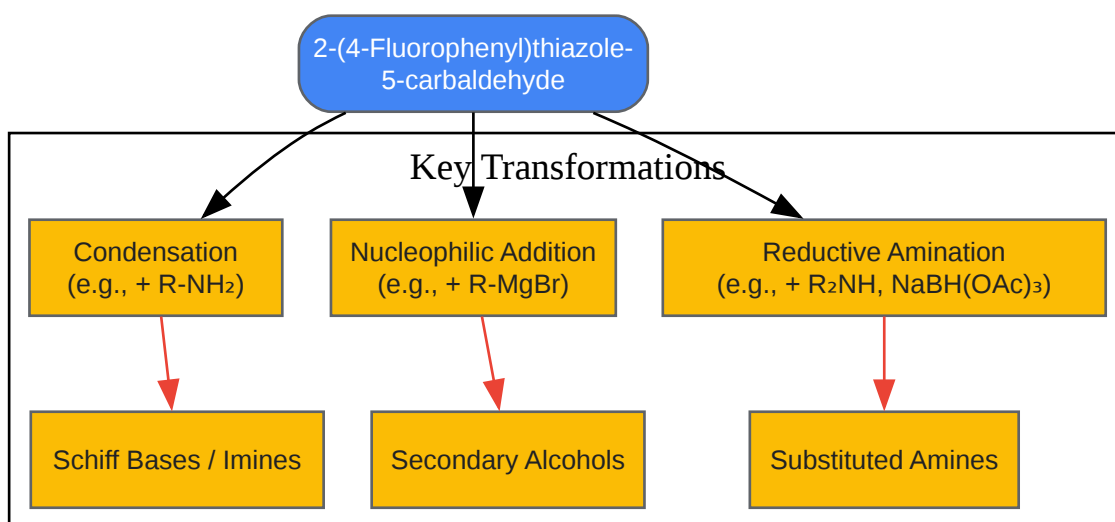 2-(4-Fluorophenyl)thiazole-
5-carbaldehyde
Key Transformations
Condensation
(e.g., + R-NH₂)
Nucleophilic Addition
(e.g., + R-MgBr)
Reductive Amination
(e.g., + R₂NH, NaBH(OAc)₃)
Schiff Bases / Imines
Secondary Alcohols
Substituted Amines